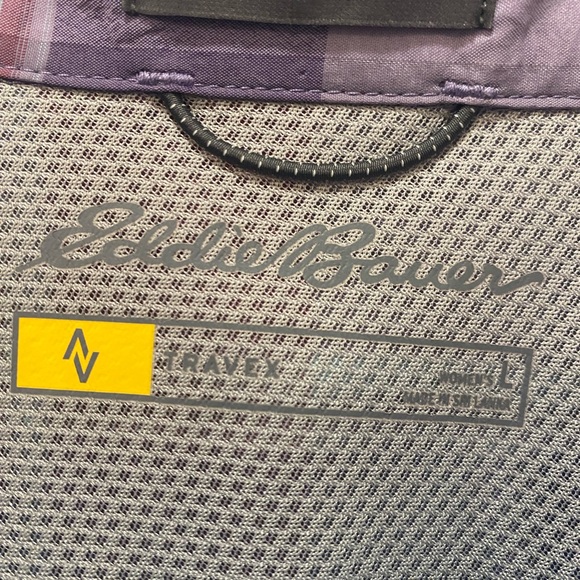 Eddie Bauer
TRAVEX
WOMEN'S L
MADE IN SRI LANKA